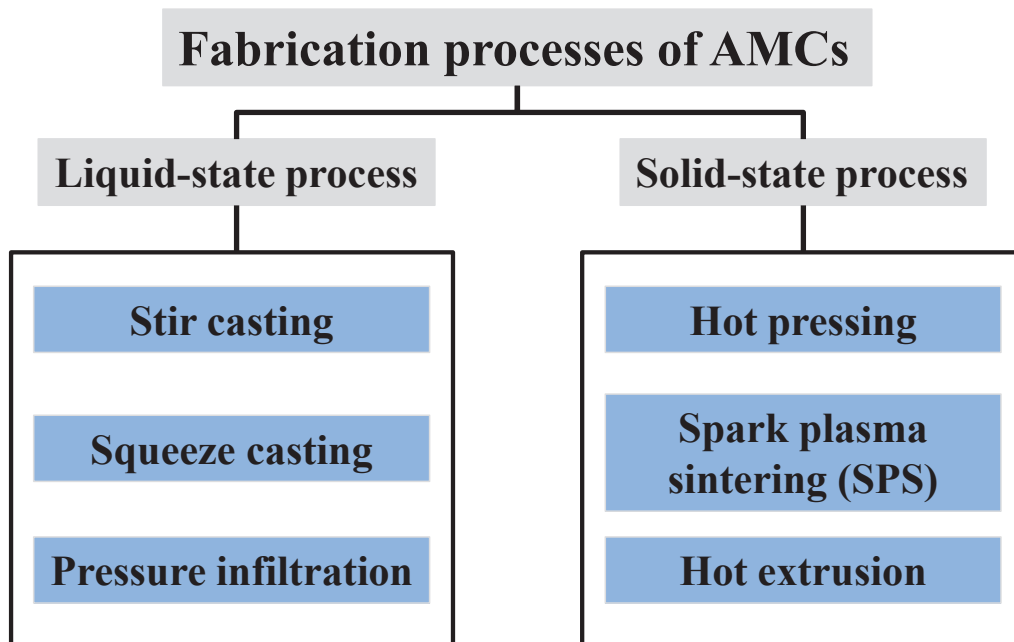 Fabrication processes of AMCs
Liquid-state process
Solid-state process
Stir casting
Squeeze casting
Pressure infiltration
Hot pressing
Spark plasma
sintering (SPS)
Hot extrusion